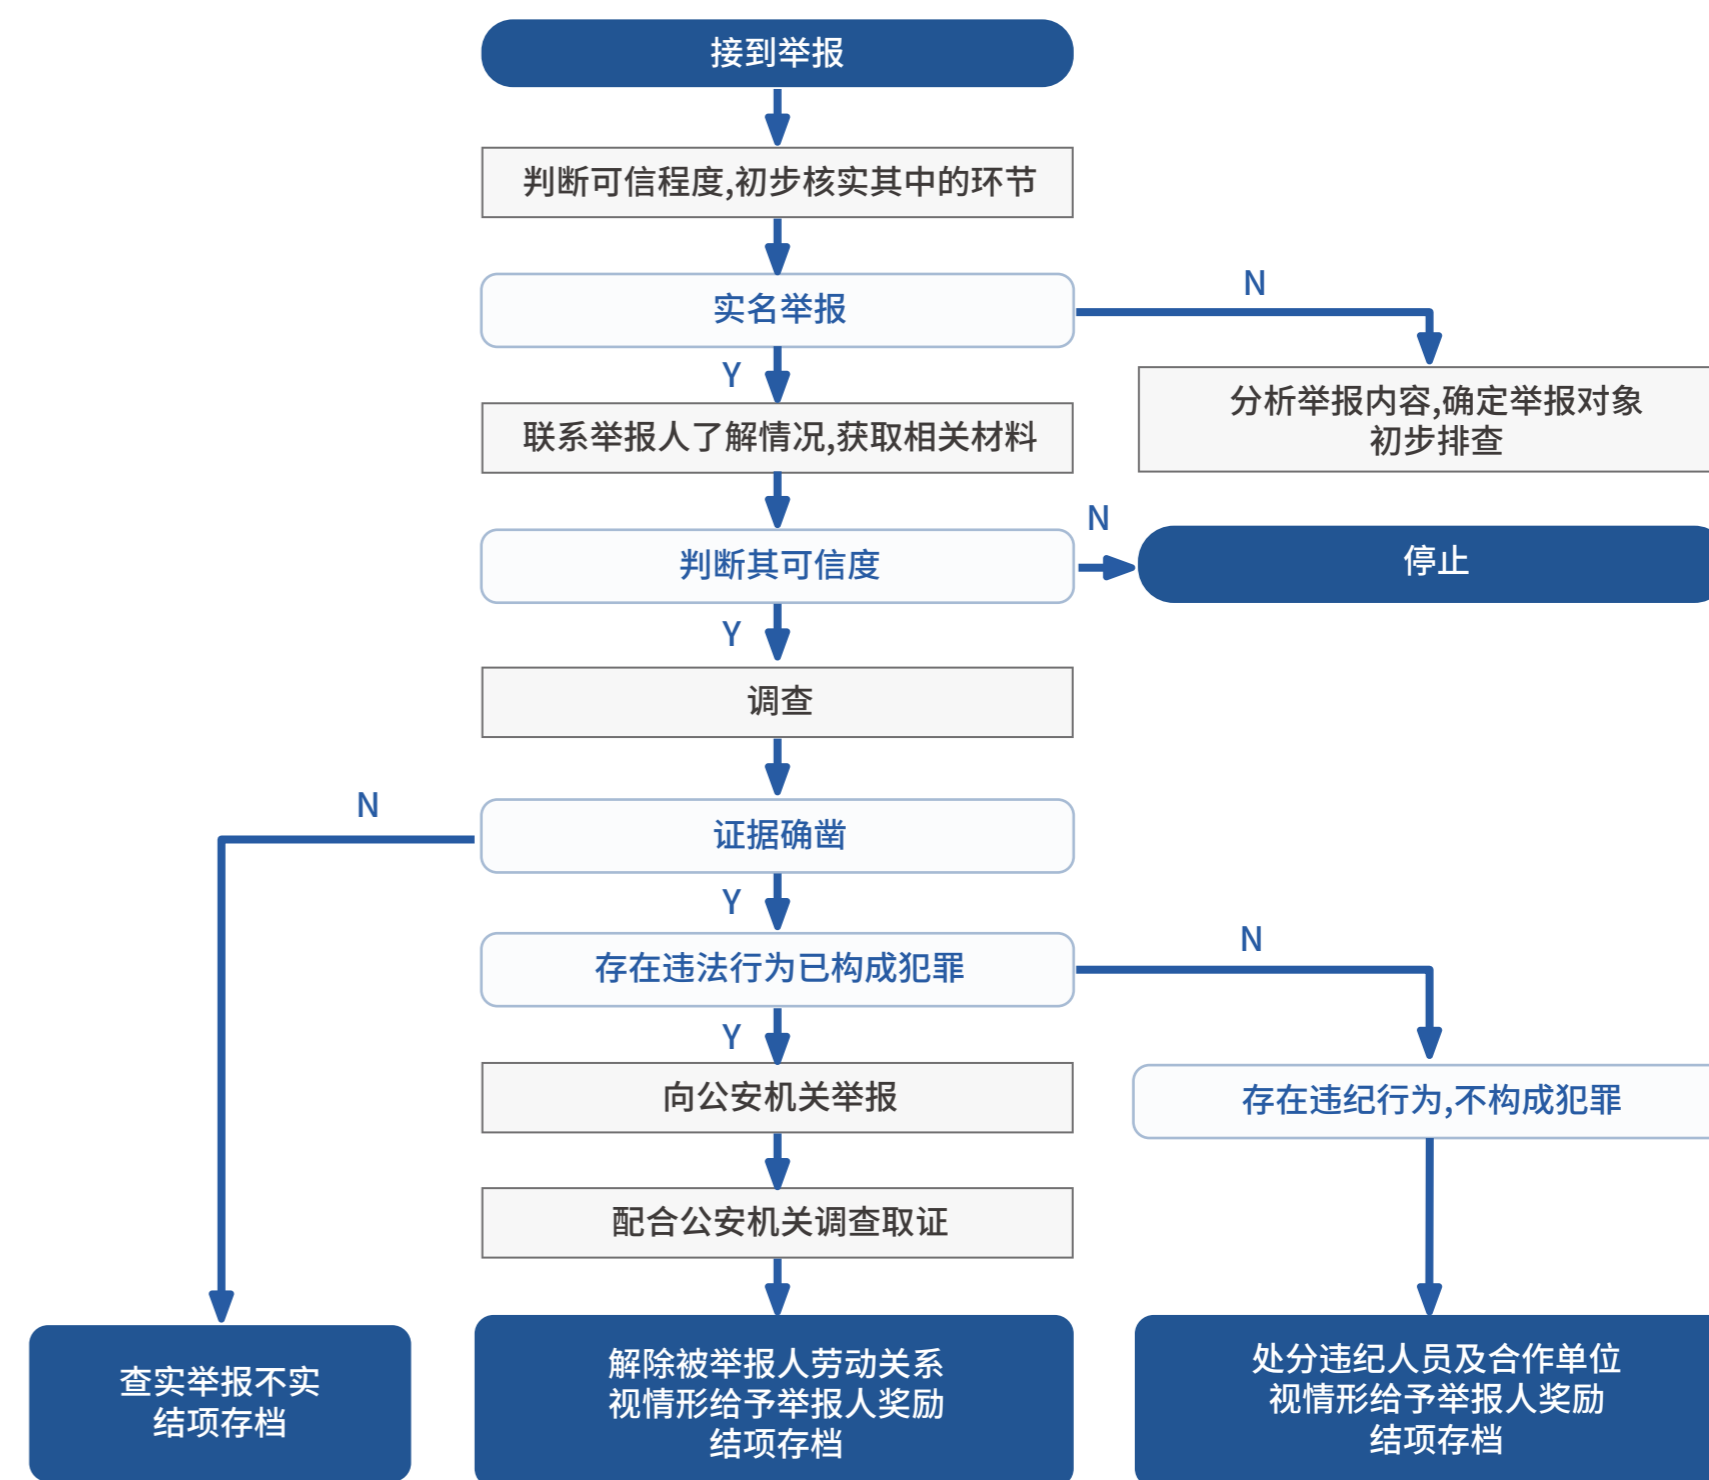 接到举报
判断可信程度,初步核实其中的环节
实名举报
N
Y
分析举报内容,确定举报对象
初步排查
联系举报人了解情况,获取相关材料
判断其可信度
N
停止
Y
调查
N
证据确凿
Y
存在违法行为已构成犯罪
N
Y
向公安机关举报
存在违纪行为,不构成犯罪
配合公安机关调查取证
查实举报不实
结项存档
解除被举报人劳动关系
视情形给予举报人奖励
结项存档
处分违纪人员及合作单位
视情形给予举报人奖励
结项存档